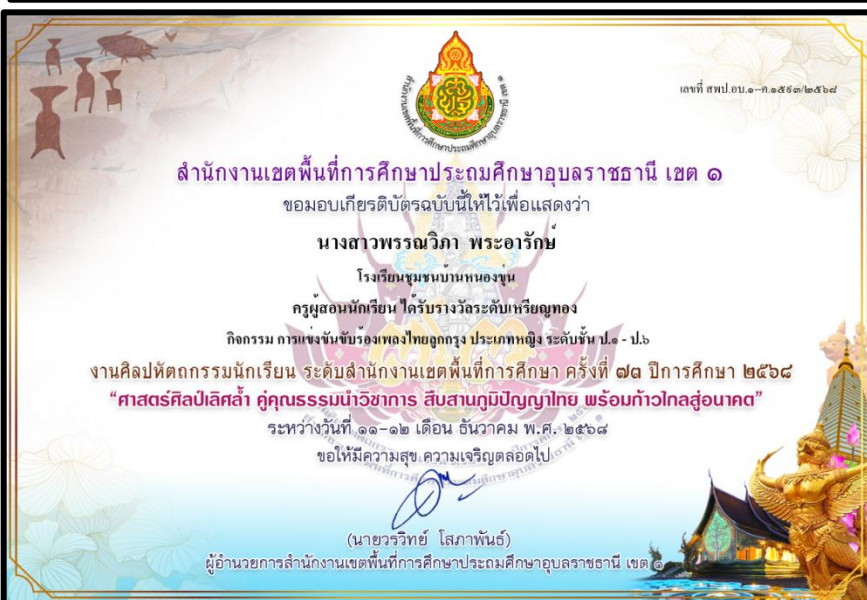 เลขที่ สพป.อบ.๑-ค.๑๕๙๓/๒๕๖๘
สำนักงานเขตพื้นที่การศึกษาประถมศึกษาอุบลราชธานี เขต ๑
ขอมอบเกียรติบัตรฉบับนี้ให้ไว้เพื่อแสดงว่า
นางสาวพรรณวิภา พระอารักษ์
โรงเรียนชุมชนบ้านหนองขุ่น
ครูผู้สอนนักเรียน ได้รับรางวัลระดับเหรียญทอง
กิจกรรม การแข่งขันขับร้องเพลงไทยลูกกรุง ประเภทหญิง ระดับชั้น ป.๑ - ป.๖
งานศิลปหัตถกรรมนักเรียน ระดับสำนักงานเขตพื้นที่การศึกษา ครั้งที่ ๗๓ ปีการศึกษา ๒๕๖๘
“ศาสตร์ศิลป์เลิศล้ำ คู่คุณธรรมนำวิชาการ สืบสานภูมิปัญญาไทย พร้อมก้าวไกลสู่อนาคต”
ระหว่างวันที่ ๑๑-๑๒ เดือน ธันวาคม พ.ศ. ๒๕๖๘
ขอให้มีความสุข ความเจริญตลอดไป
(นายวรวิทย์ โสภาพันธ์)
ผู้อำนวยการสำนักงานเขตพื้นที่การศึกษาประถมศึกษาอุบลราชธานี เขต ๑